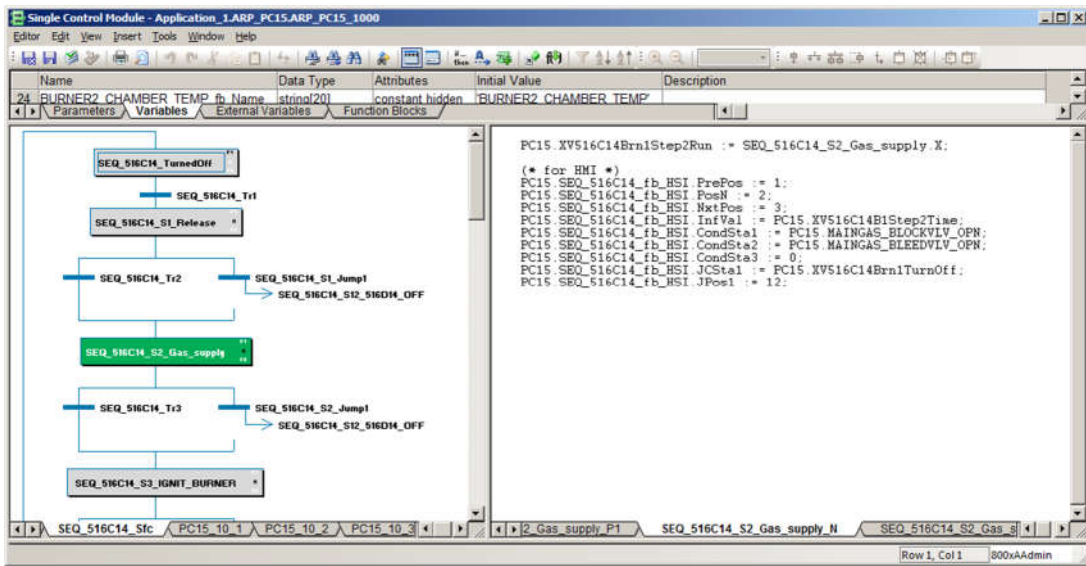 Single Control Module - Application_1.ARP_PC15.ARP_PC15_1000
Editor Edit View Insert Tools Window Help
Name Data Type Attributes Initial Value Description
24 BURNER2_CHAMBER_TEMP_fb_Name string[20] constant hidden 'BURNER2_CHAMBER_TEMP'
Parameters Variables External Variables Function Blocks
SEQ_516C14_TurnedOff
SEQ_516C14_Tr1
SEQ_516C14_S1_Release
SEQ_516C14_Tr2 SEQ_516C14_S1_Jump1
SEQ_516C14_S12_516D14_OFF
SEQ_516C14_S2_Gas_supply
SEQ_516C14_Tr3 SEQ_516C14_S2_Jump1
SEQ_516C14_S12_516D14_OFF
SEQ_516C14_S3_IGNIT_BURNER
PC15.XV516C14Brn1Step2Run := SEQ_516C14_S2_Gas_supply.X;
(* for HMI *)
PC15.SEQ_516C14_fb_HSI.PrePos := 1;
PC15.SEQ_516C14_fb_HSI.PosN := 2;
PC15.SEQ_516C14_fb_HSI.NxtPos := 3;
PC15.SEQ_516C14_fb_HSI.InfVal := PC15.XV516C14B1Step2Time;
PC15.SEQ_516C14_fb_HSI.CondSta1 := PC15.MAINGAS_BLOCKVLV_OPN;
PC15.SEQ_516C14_fb_HSI.CondSta2 := PC15.MAINGAS_BLEEDVLV_OPN;
PC15.SEQ_516C14_fb_HSI.CondSta3 := 0;
PC15.SEQ_516C14_fb_HSI.JCSta1 := PC15.XV516C14Brn1TurnOff;
PC15.SEQ_516C14_fb_HSI.JPos1 := 12;
SEQ_516C14_Sfc PC15_10_1 PC15_10_2 PC15_10_3
2_Gas_supply_P1 SEQ_516C14_S2_Gas_supply_N SEQ_516C14_S2_Gas_s
Row 1, Col 1 800xAAdmin